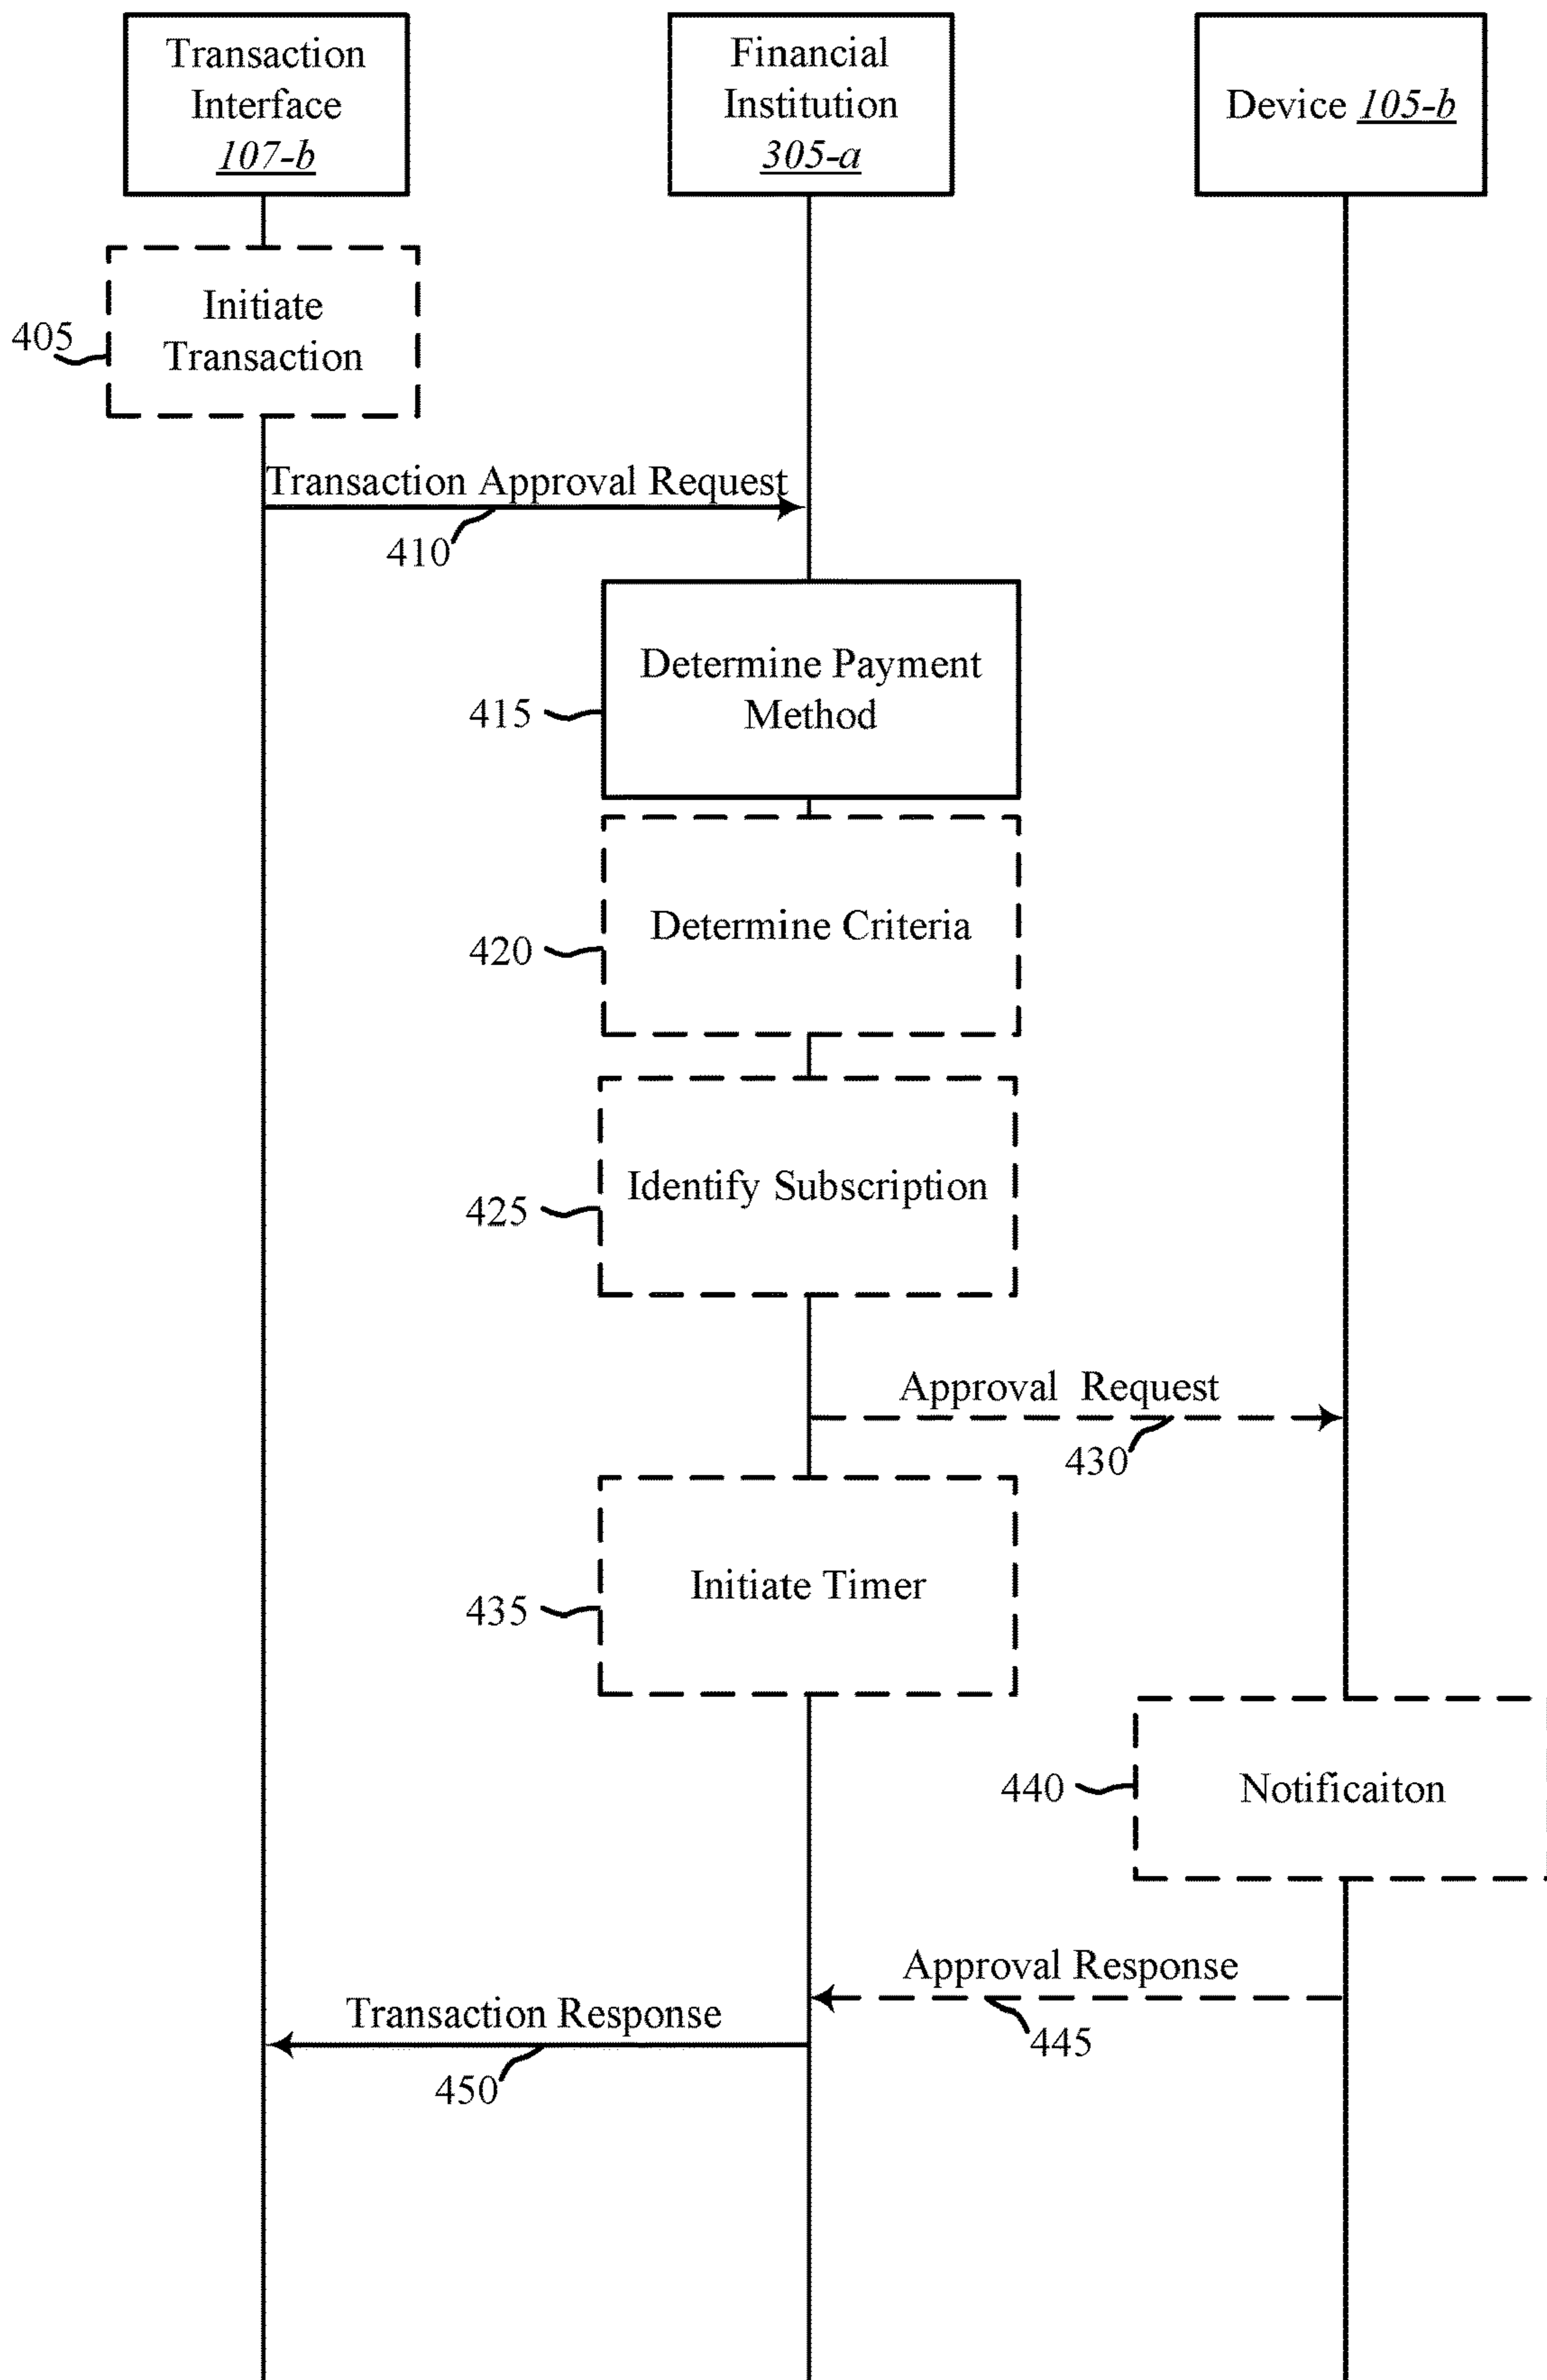 Transaction
Interface
107-b
Financial
Institution
305-a
Device 105-b
Initiate
Transaction
405
Transaction Approval Request
410
Determine Payment
Method
415
Determine Criteria
420
Identify Subscription
425
Approval Request
430
Initiate Timer
435
Notificaiton
440
Approval Response
445
Transaction Response
450